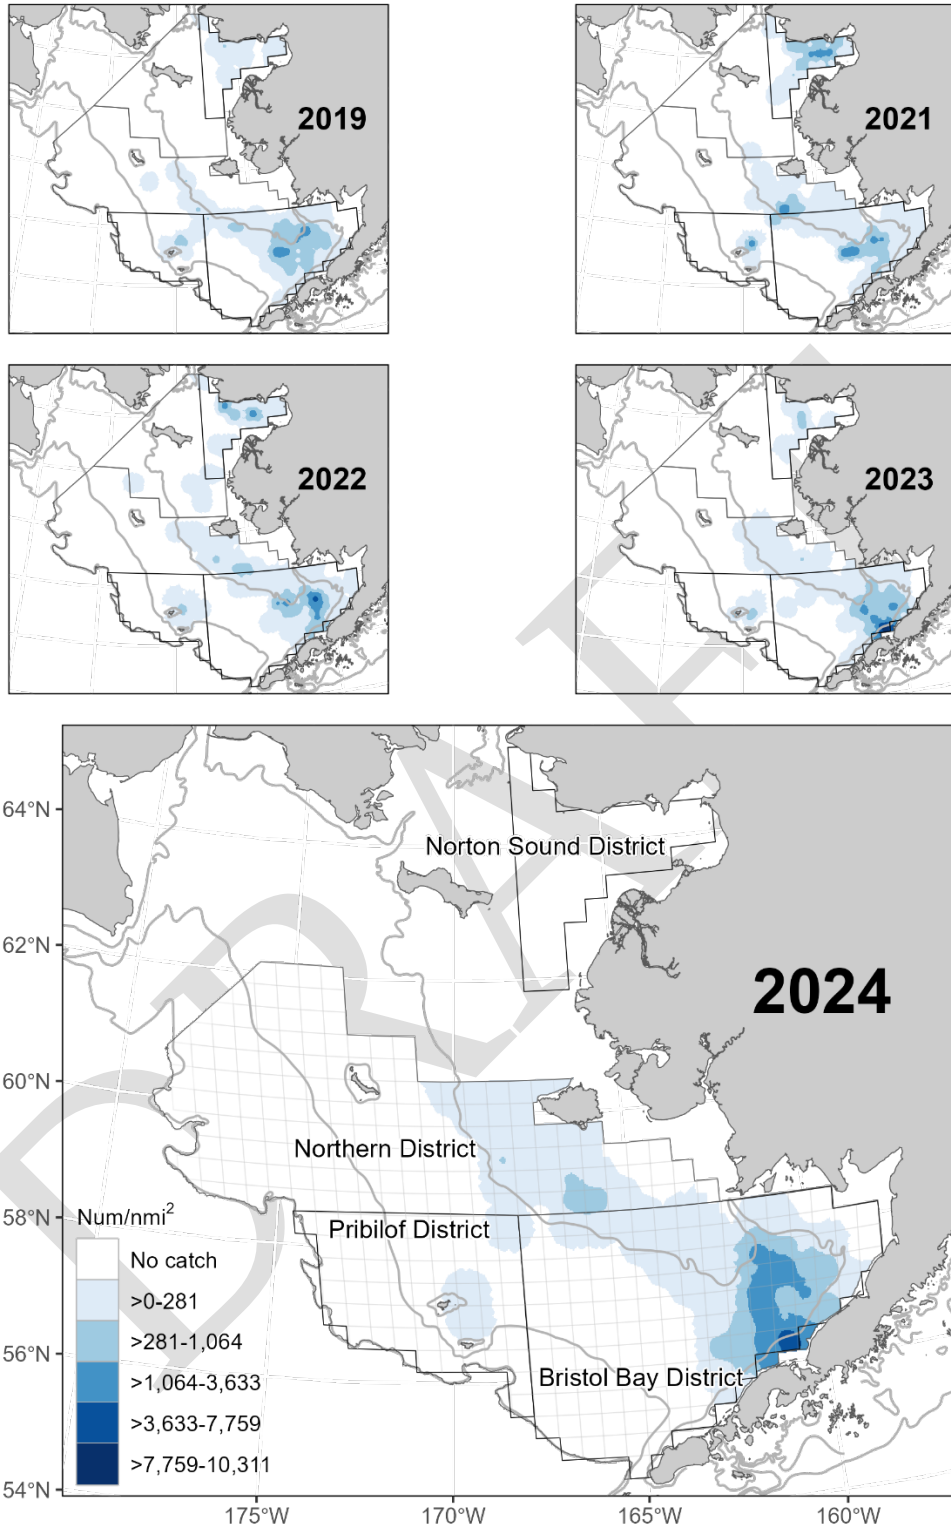 2019
2021
2022
2023
DRAFT
2024
Norton Sound District
Northern District
Pribilof District
Bristol Bay District
Num/nmi²
No catch
>0-281
>281-1,064
>1,064-3,633
>3,633-7,759
>7,759-10,311
64°N
62°N
60°N
58°N
56°N
54°N
175°W
170°W
165°W
160°W